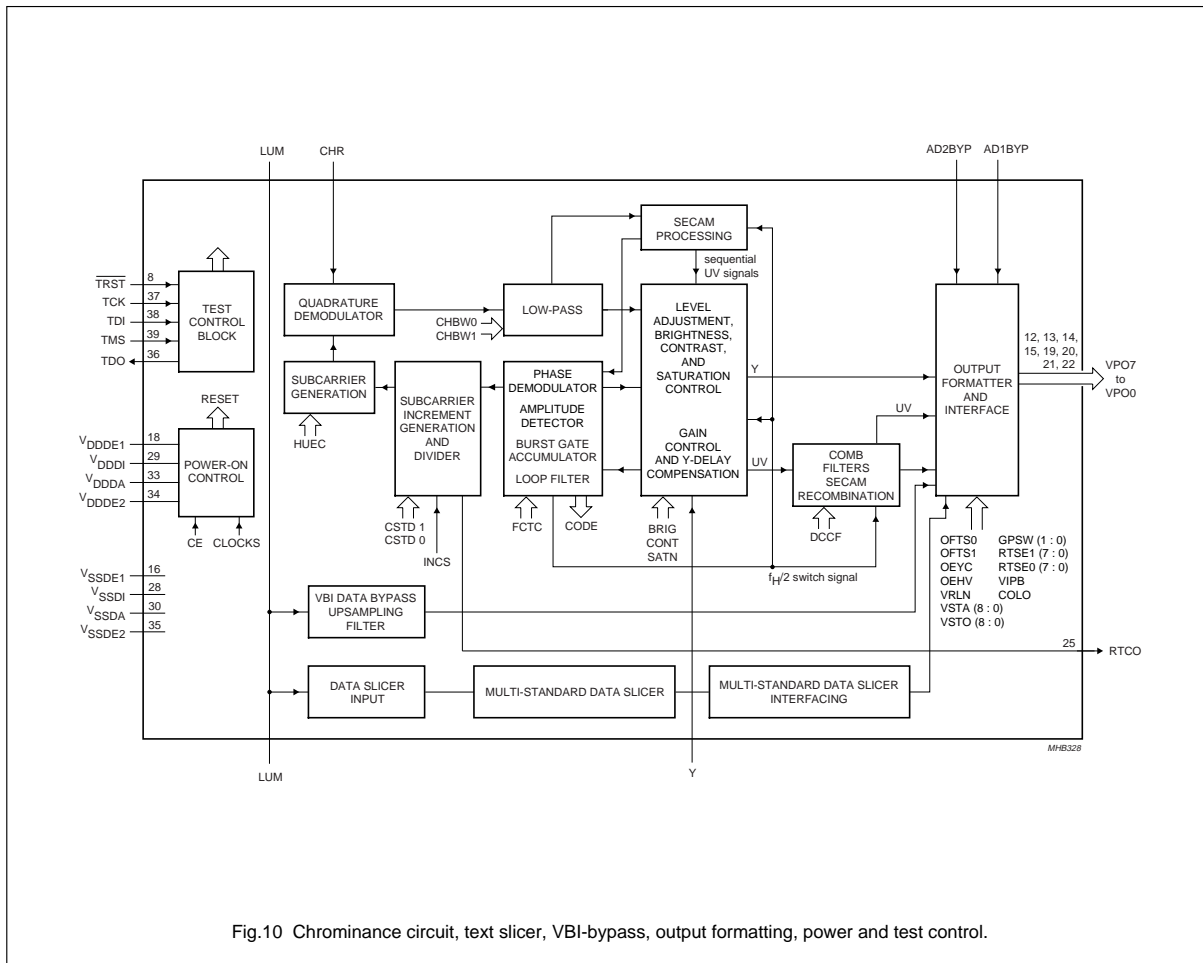 LUM
CHR
AD2BYP
AD1BYP
TRST
8
TCK
37
TDI
38
TMS
39
TDO
36
TEST
CONTROL
BLOCK
RESET
VDDDE1
18
VDDDI
29
VDDDA
33
VDDDE2
34
POWER-ON
CONTROL
CE
CLOCKS
VSSDE1
16
VSSDI
28
VSSDA
30
VSSDE2
35
QUADRATURE
DEMODULATOR
SUBCARRIER
GENERATION
HUEC
CHBW0
CHBW1
LOW-PASS
SECAM
PROCESSING
sequential
UV signals
SUBCARRIER
INCREMENT
GENERATION
AND
DIVIDER
CSTD 1
CSTD 0
INCS
PHASE
DEMODULATOR
AMPLITUDE
DETECTOR
BURST GATE
ACCUMULATOR
LOOP FILTER
FCTC
CODE
LEVEL
ADJUSTMENT,
BRIGHTNESS,
CONTRAST,
AND
SATURATION
CONTROL
GAIN
CONTROL
AND Y-DELAY
COMPENSATION
BRIG
CONT
SATN
Y
UV
UV
COMB
FILTERS
SECAM
RECOMBINATION
DCCF
fH/2 switch signal
OUTPUT
FORMATTER
AND
INTERFACE
12, 13, 14,
15, 19, 20,
21, 22
VPO7
to
VPO0
OFTS0 GPSW (1 : 0)
OFTS1 RTSE1 (7 : 0)
OEYC RTSE0 (7 : 0)
OEHV VIPB
VRLN COLO
VSTA (8 : 0)
VSTO (8 : 0)
VBI DATA BYPASS
UPSAMPLING
FILTER
25
RTCO
DATA SLICER
INPUT
MULTI-STANDARD DATA SLICER
MULTI-STANDARD DATA SLICER
INTERFACING
MHB328
LUM
Y
Fig.10 Chrominance circuit, text slicer, VBI-bypass, output formatting, power and test control.